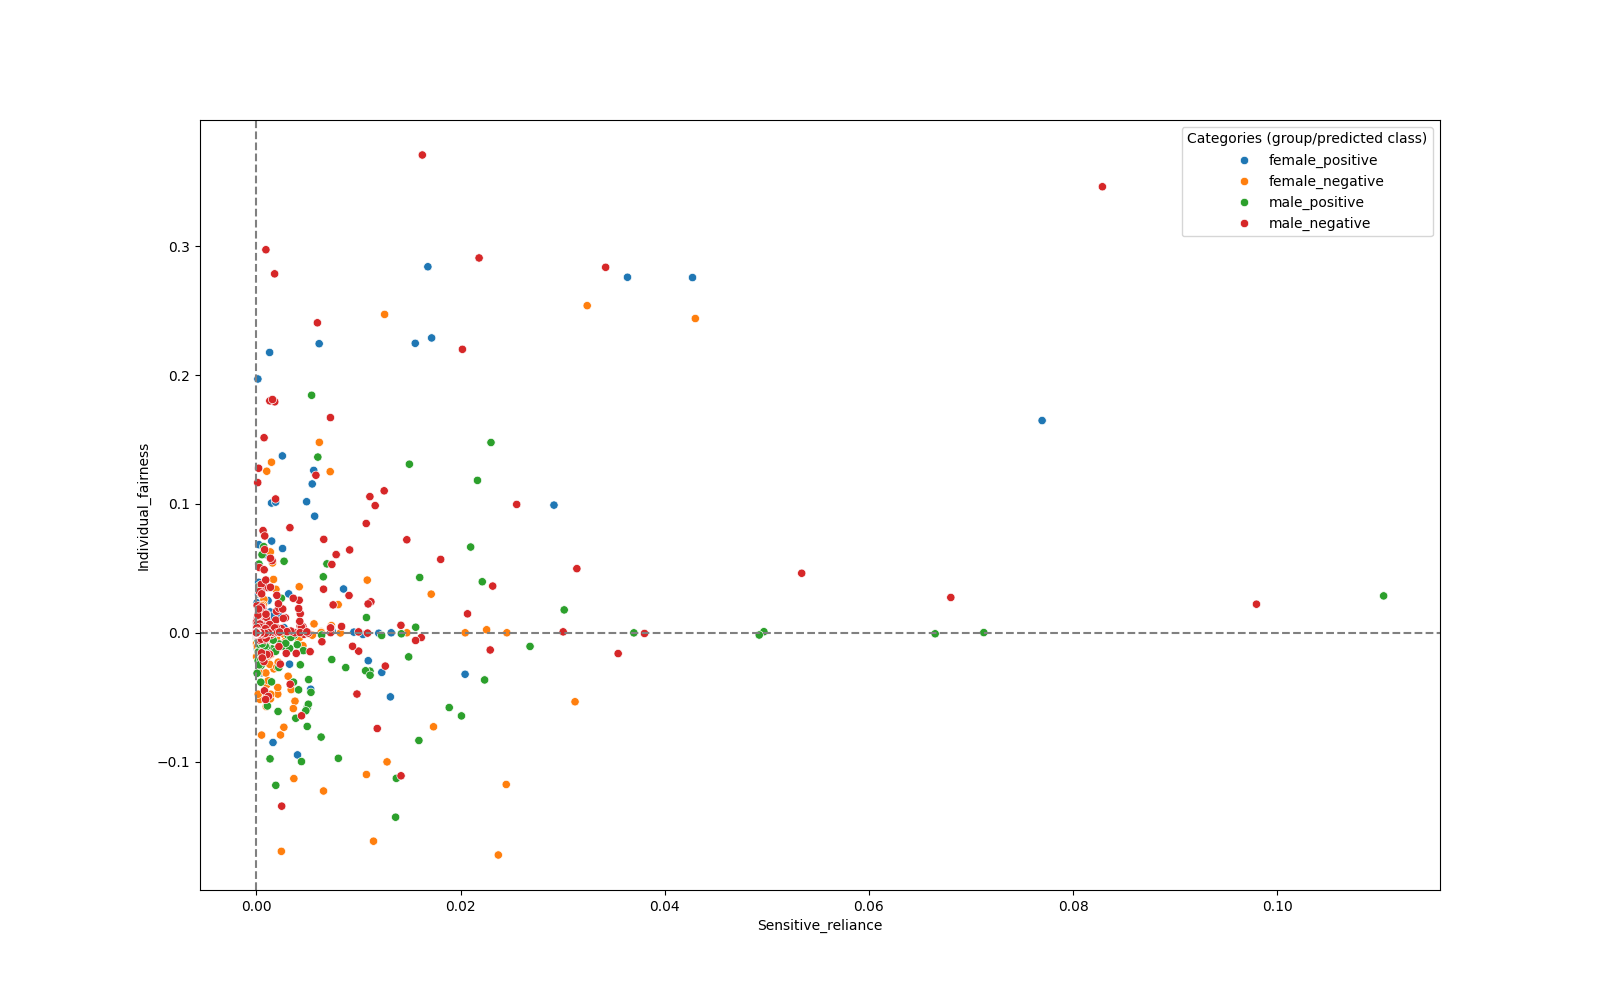 Categories (group/predicted class)
female_positive
female_negative
male_positive
male_negative
0.3
0.2
0.1
0.0
−0.1
Individual_fairness
0.00 0.02 0.04 0.06 0.08 0.10
Sensitive_reliance